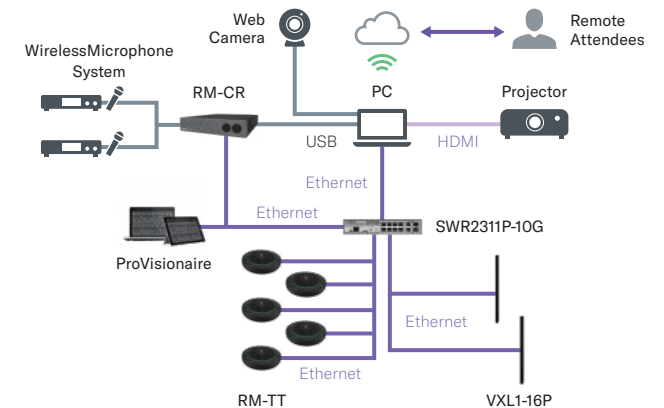 Web
Camera
Remote
Attendees
WirelessMicrophone
System
RM-CR
PC
Projector
USB
HDMI
Ethernet
Ethernet
SWR2311P-10G
ProVisionaire
Ethernet
Ethernet
RM-TT
VXL1-16P